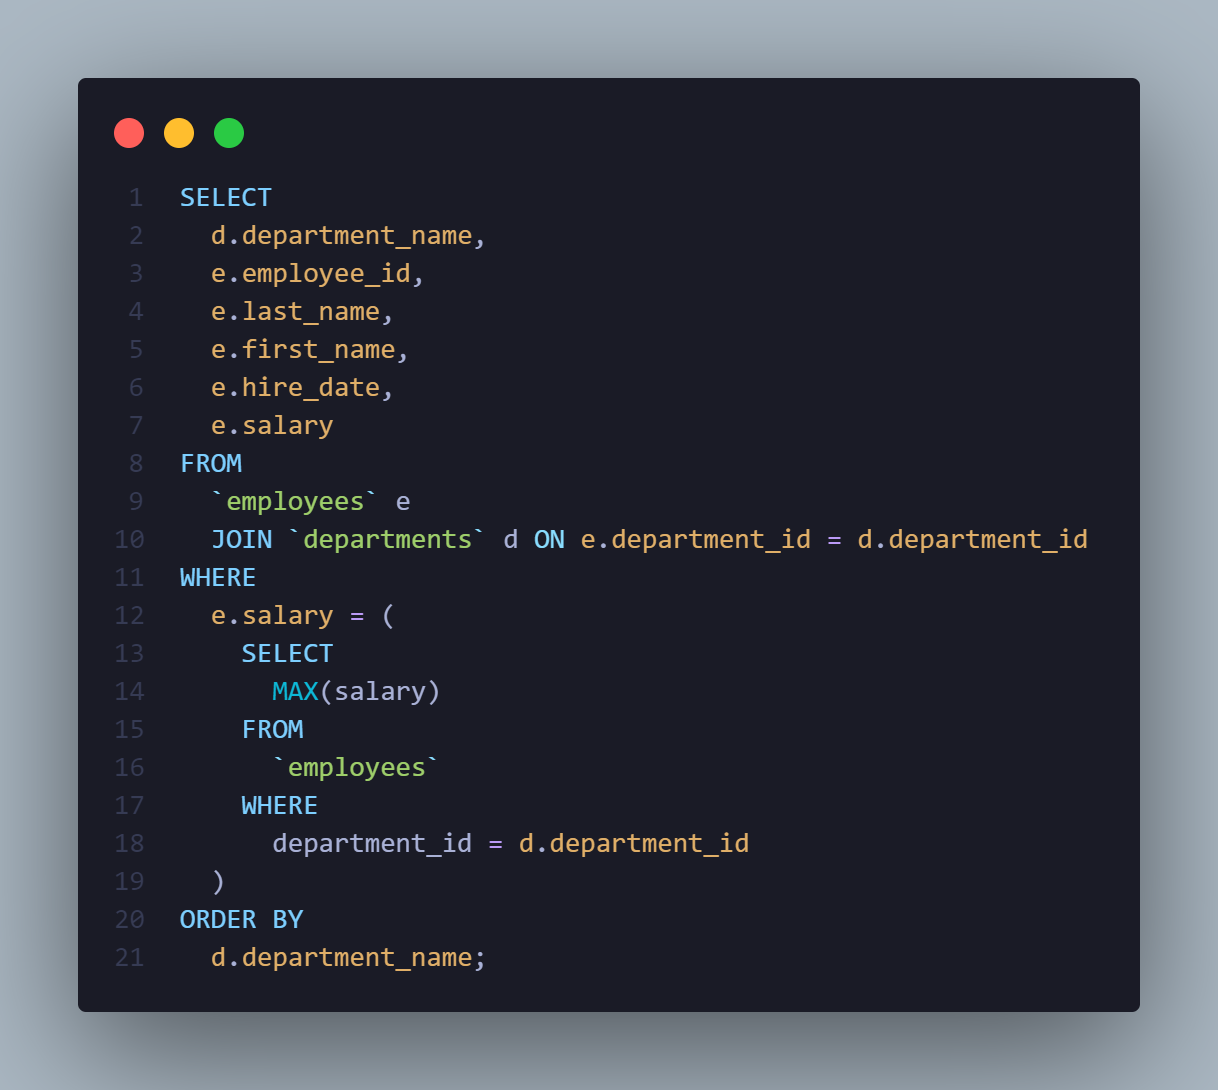 1 SELECT
2   d.department_name,
3   e.employee_id,
4   e.last_name,
5   e.first_name,
6   e.hire_date,
7   e.salary
8 FROM
9   `employees` e
10   JOIN `departments` d ON e.department_id = d.department_id
11 WHERE
12   e.salary = (
13     SELECT
14       MAX(salary)
15     FROM
16       `employees`
17     WHERE
18       department_id = d.department_id
19   )
20 ORDER BY
21   d.department_name;